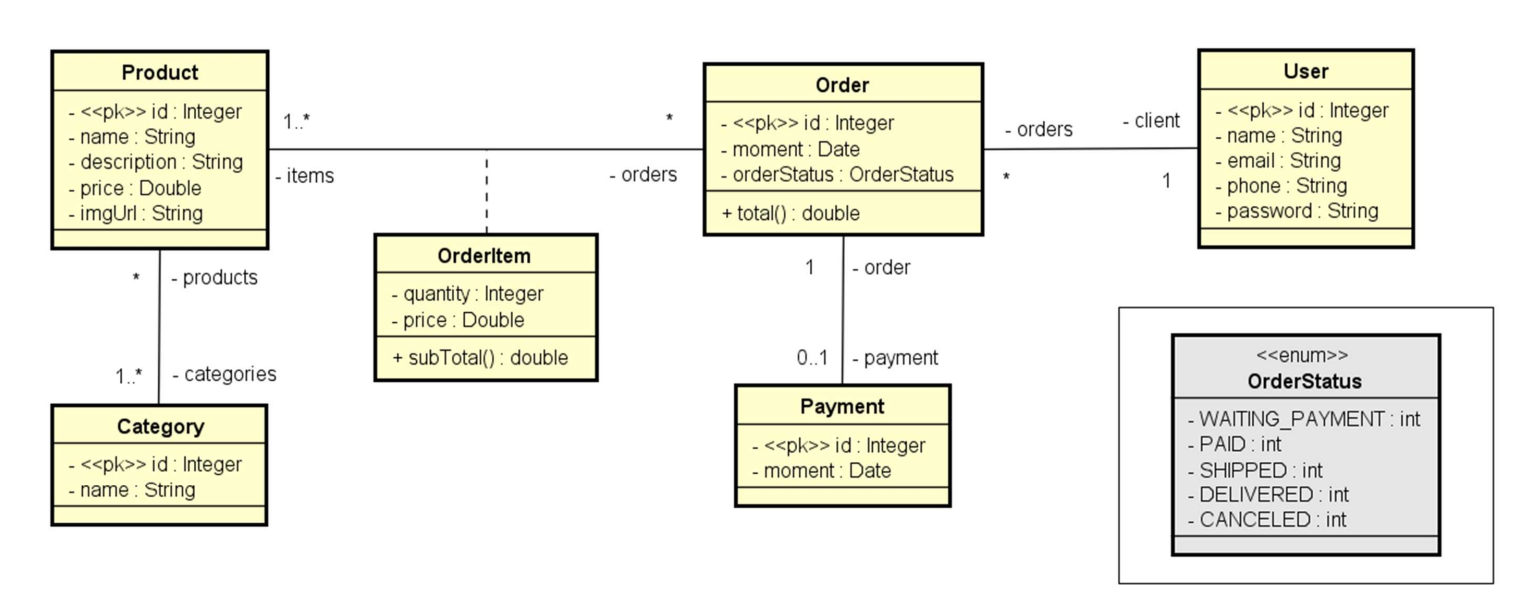 Product
- <<pk>> id : Integer
- name : String
- description : String
- price : Double
- imgUrl : String
1..*
- items
*
- orders
Order
- <<pk>> id : Integer
- moment : Date
- orderStatus : OrderStatus
+ total() : double
- orders
*
- client
1
User
- <<pk>> id : Integer
- name : String
- email : String
- phone : String
- password : String
* - products
1..* - categories
Category
- <<pk>> id : Integer
- name : String
OrderItem
- quantity : Integer
- price : Double
+ subTotal() : double
1 - order
0..1 - payment
Payment
- <<pk>> id : Integer
- moment : Date
<<enum>>
OrderStatus
- WAITING_PAYMENT : int
- PAID : int
- SHIPPED : int
- DELIVERED : int
- CANCELED : int